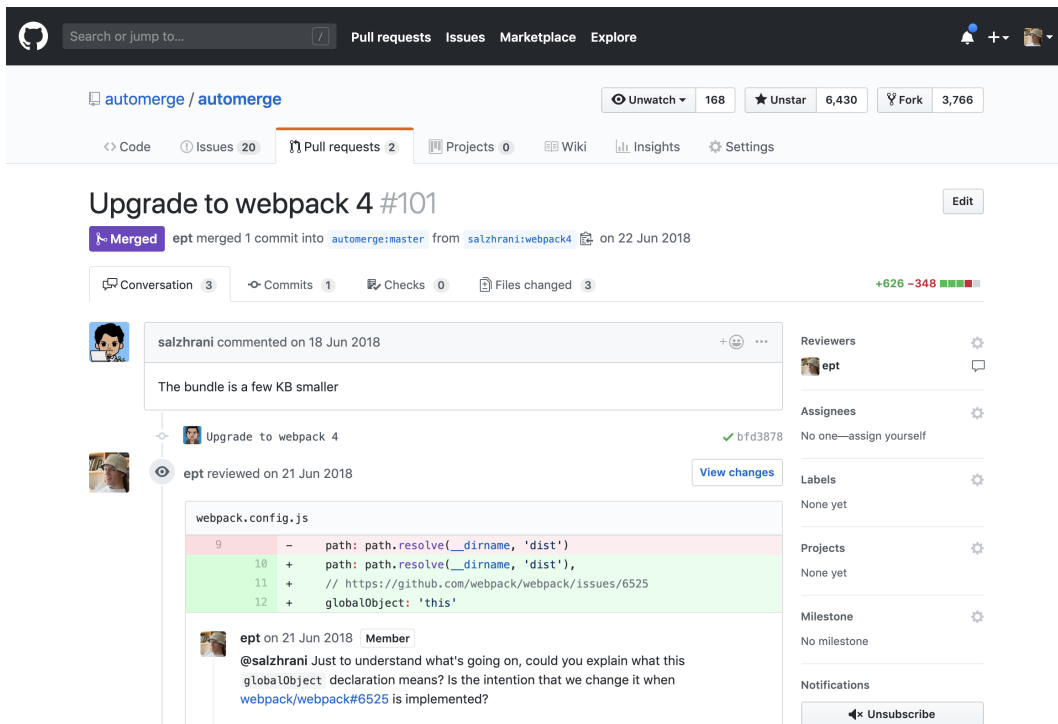 Search or jump to... /
Pull requests Issues Marketplace Explore
automerge / automerge
Unwatch 168 Unstar 6,430 Fork 3,766
Code Issues 20 Pull requests 2 Projects 0 Wiki Insights Settings
Upgrade to webpack 4 #101
Edit
Merged ept merged 1 commit into automerge:master from salzhrani:webpack4 on 22 Jun 2018
Conversation 3 Commits 1 Checks 0 Files changed 3
+626 −348
salzhrani commented on 18 Jun 2018
The bundle is a few KB smaller
Upgrade to webpack 4 bfd3878
ept reviewed on 21 Jun 2018
View changes
webpack.config.js
9 - path: path.resolve(__dirname, 'dist')
10 + path: path.resolve(__dirname, 'dist'),
11 + // https://github.com/webpack/webpack/issues/6525
12 + globalObject: 'this'
ept on 21 Jun 2018 Member
@salzhrani Just to understand what's going on, could you explain what this
globalObject declaration means? Is the intention that we change it when
webpack/webpack#6525 is implemented?
Reviewers
ept
Assignees
No one—assign yourself
Labels
None yet
Projects
None yet
Milestone
No milestone
Notifications
Unsubscribe